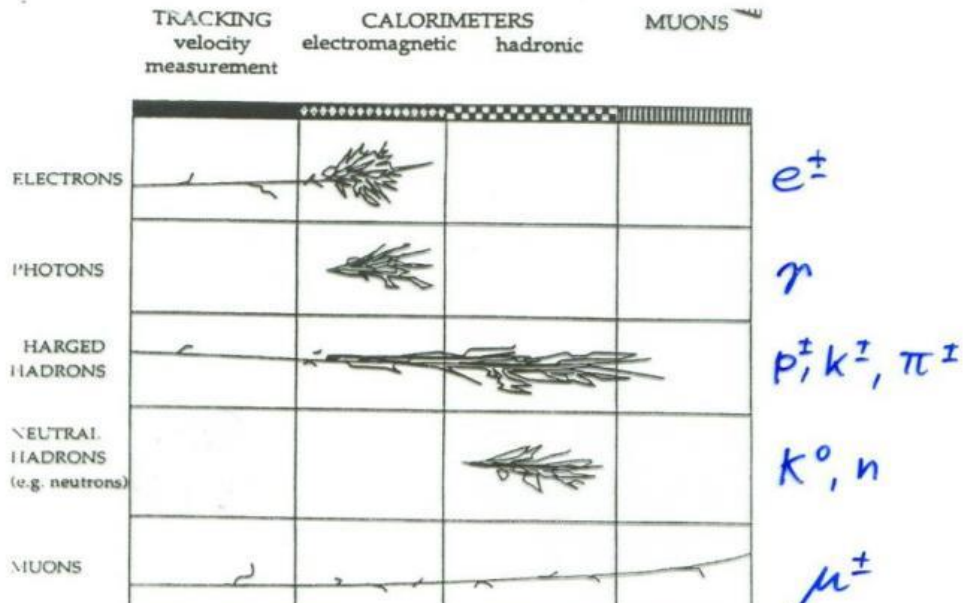 TRACKING CALORIMETERS MUONS
velocity electromagnetic hadronic
measurement
ELECTRONS e±
PHOTONS γ
HARGED
HADRONS p±, k±, π±
NEUTRAL
HADRONS K⁰, n
(e.g. neutrons)
MUONS μ±